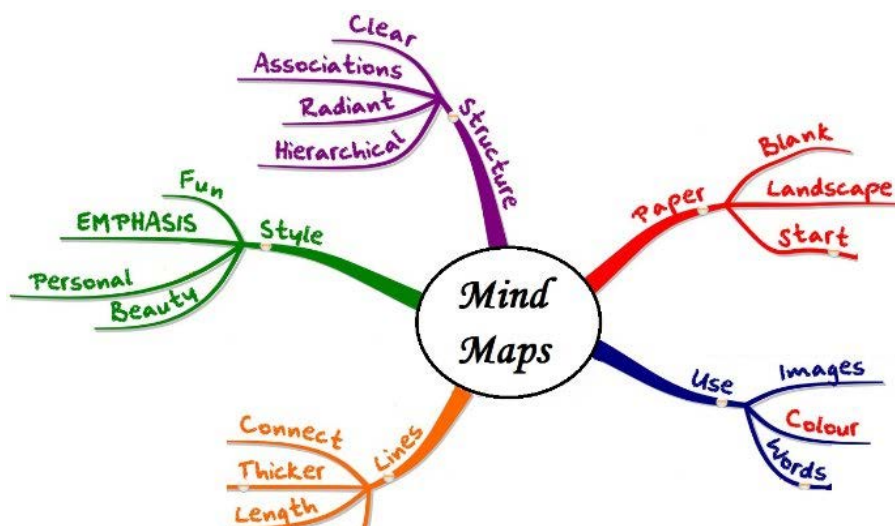 Mind
Maps
Paper
Blank
Landscape
Start
Use
Images
Colour
Words
Lines
Connect
Thicker
Length
Style
Fun
EMPHASIS
Personal
Beauty
Structure
Clear
Associations
Radiant
Hierarchical